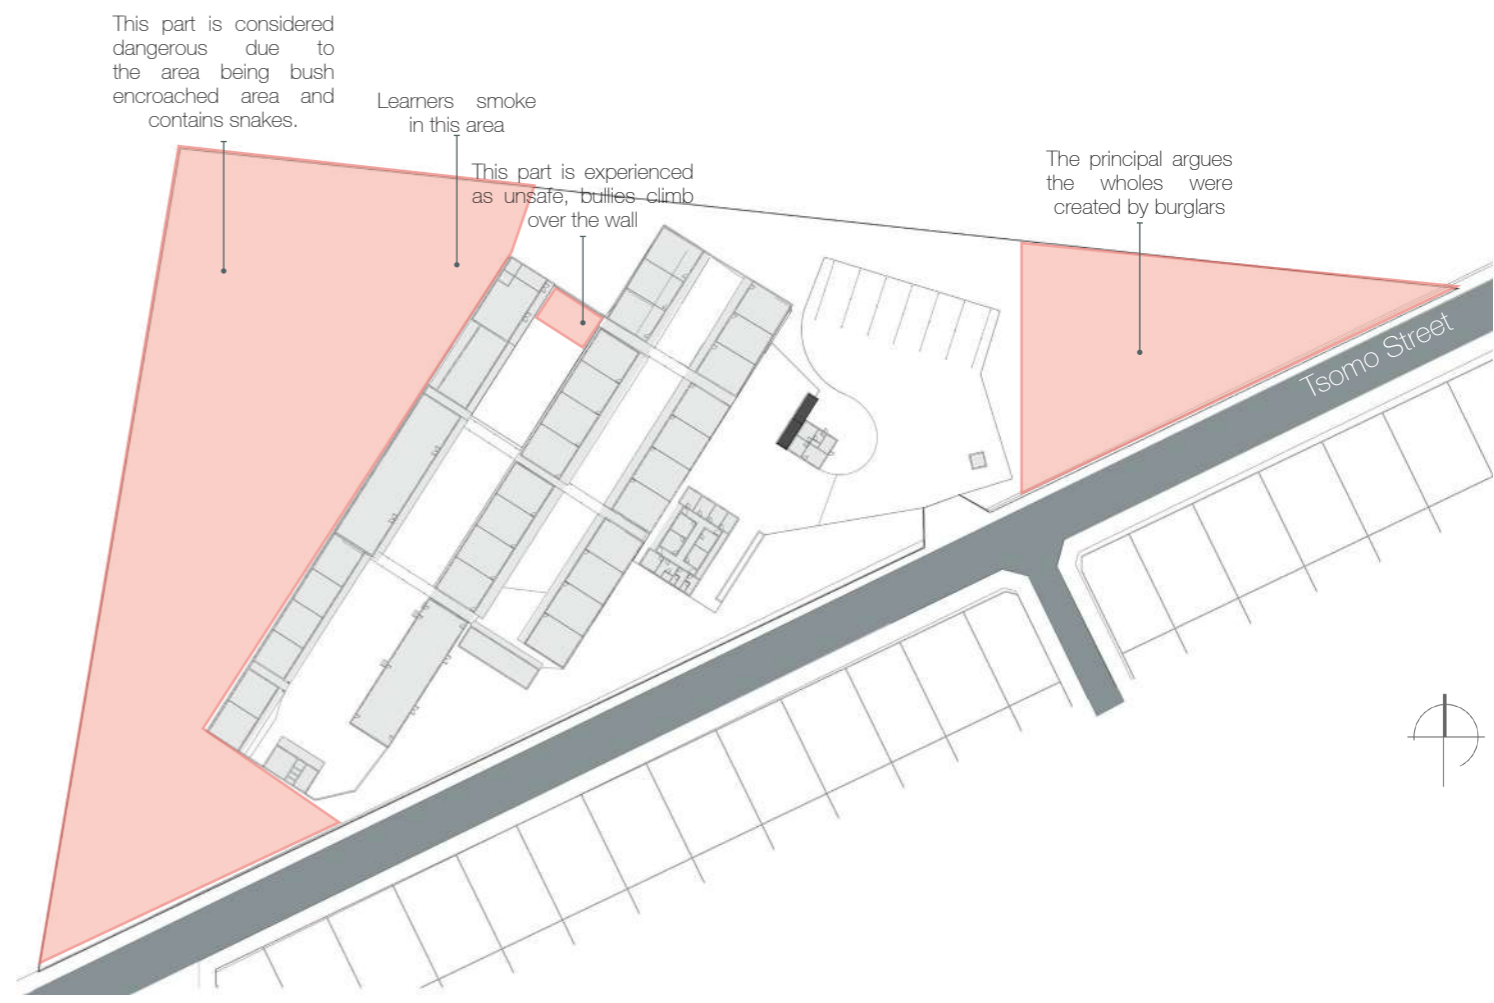 This part is considered
dangerous due to
the area being bush
encroached area and
contains snakes.
Learners smoke
in this area
This part is experienced
as unsafe, bullies climb
over the wall
The principal argues
the wholes were
created by burglars
Tsomo Street